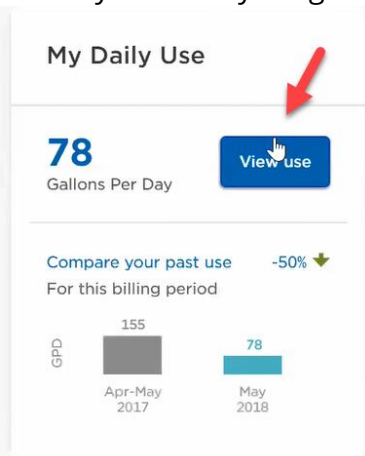 My Daily Use
78
Gallons Per Day
View use
Compare your past use -50%
For this billing period
GPD
155
78
Apr-May
2017
May
2018